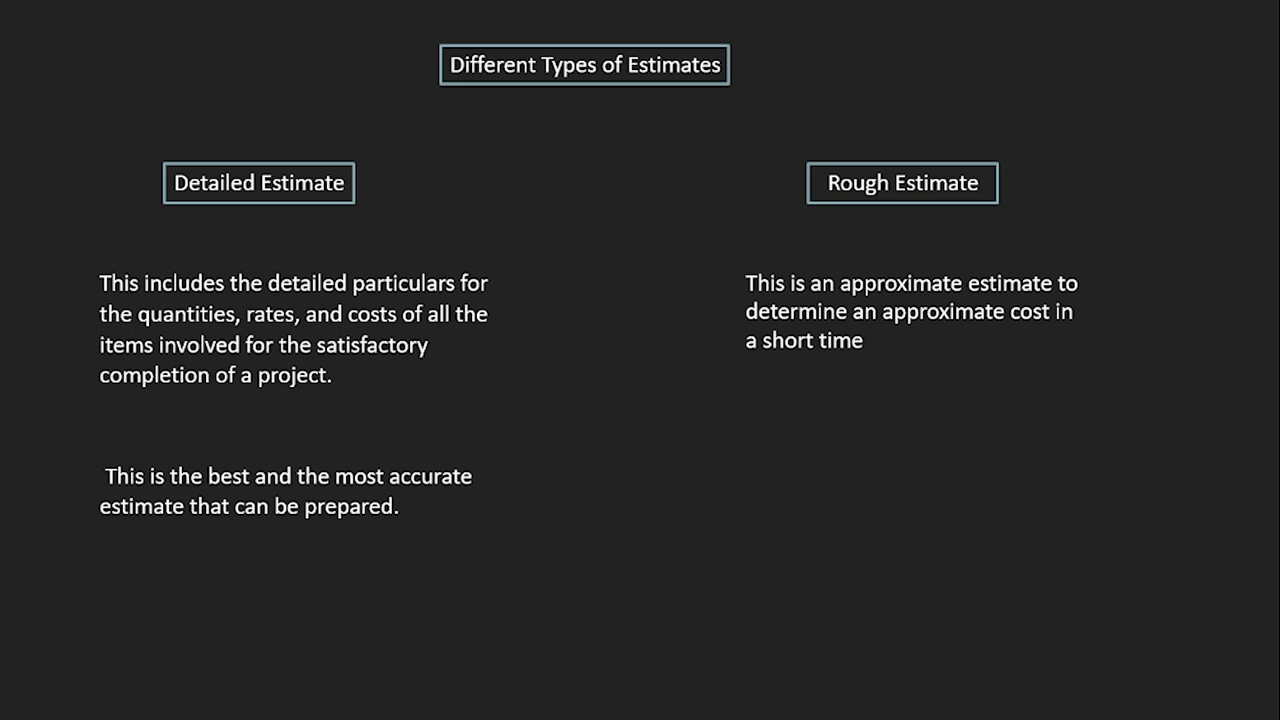 Different Types of Estimates
Detailed Estimate
This includes the detailed particulars for
the quantities, rates, and costs of all the
items involved for the satisfactory
completion of a project.
This is the best and the most accurate
estimate that can be prepared.
Rough Estimate
This is an approximate estimate to
determine an approximate cost in
a short time